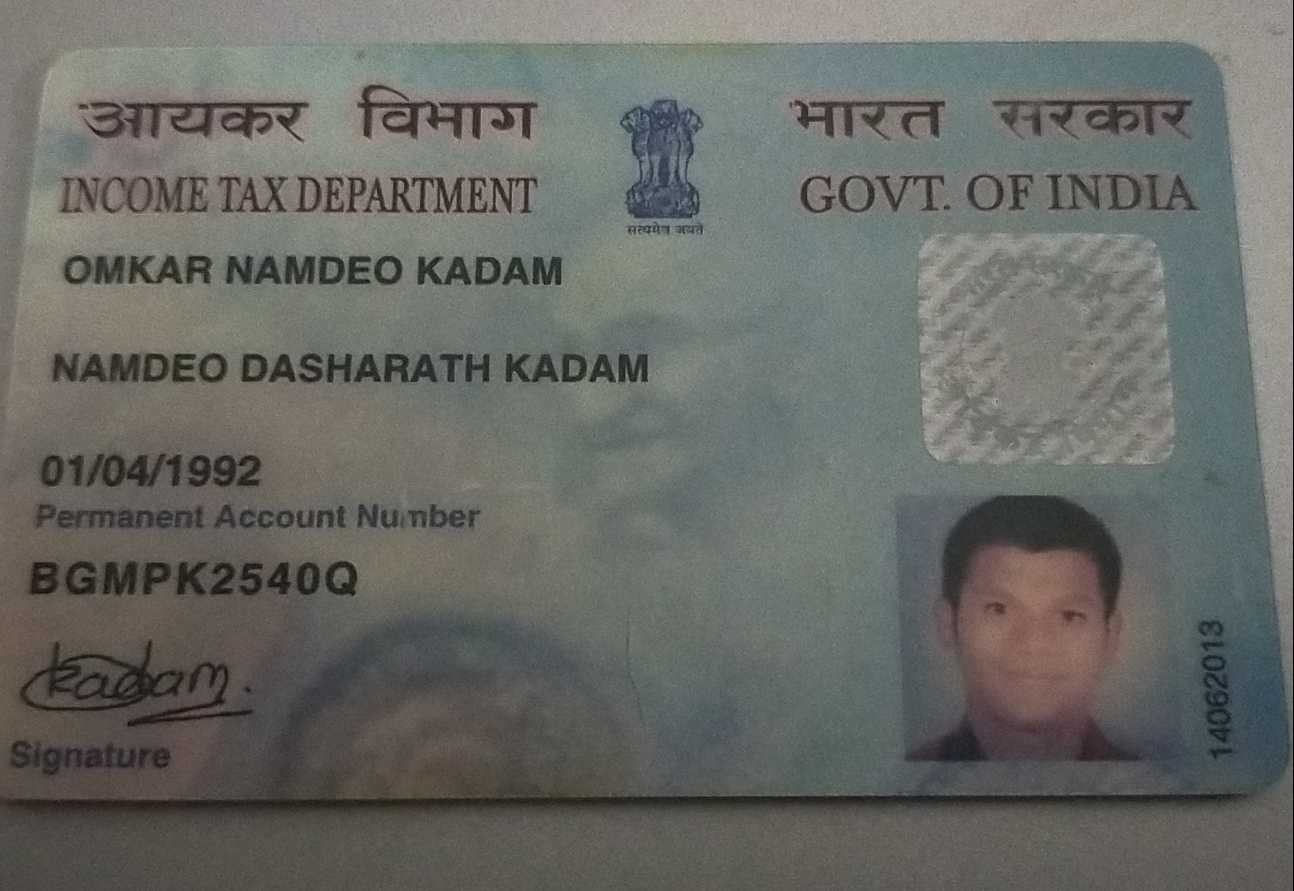 आयकर विभाग
भारत सरकार
INCOME TAX DEPARTMENT
GOVT. OF INDIA
सत्यमेव जयते
OMKAR NAMDEO KADAM
NAMDEO DASHARATH KADAM
01/04/1992
Permanent Account Number
BGMPK2540Q
Kadam.
Signature
14062013